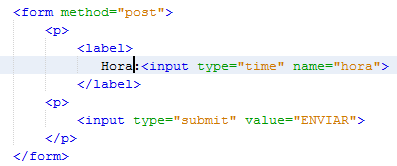 <form method="post">
<p>
<label>
Hora:<input type="time" name="hora">
</label>
<p>
<input type="submit" value="ENVIAR">
</p>
</form>